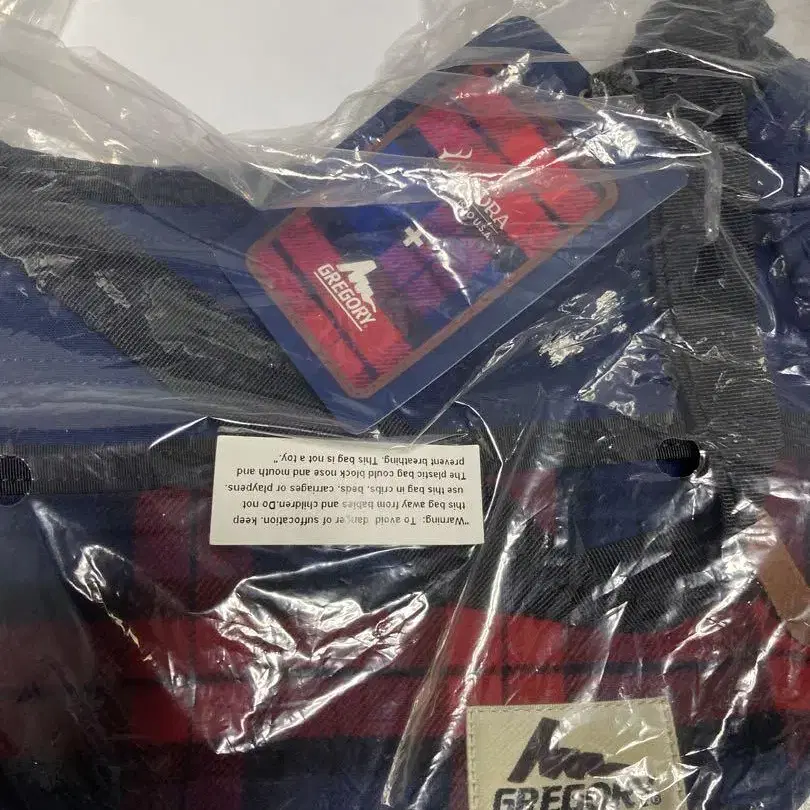 U.S.A.
+
GREGORY
"Warning: To avoid danger of suffocation. keep
this bag away from babies and children.Do not
use this bag in cribs. beds. carriages or playpens.
The plastic bag could block nose and mouth and
prevent breathing. This bag is not a toy."
GREGORY